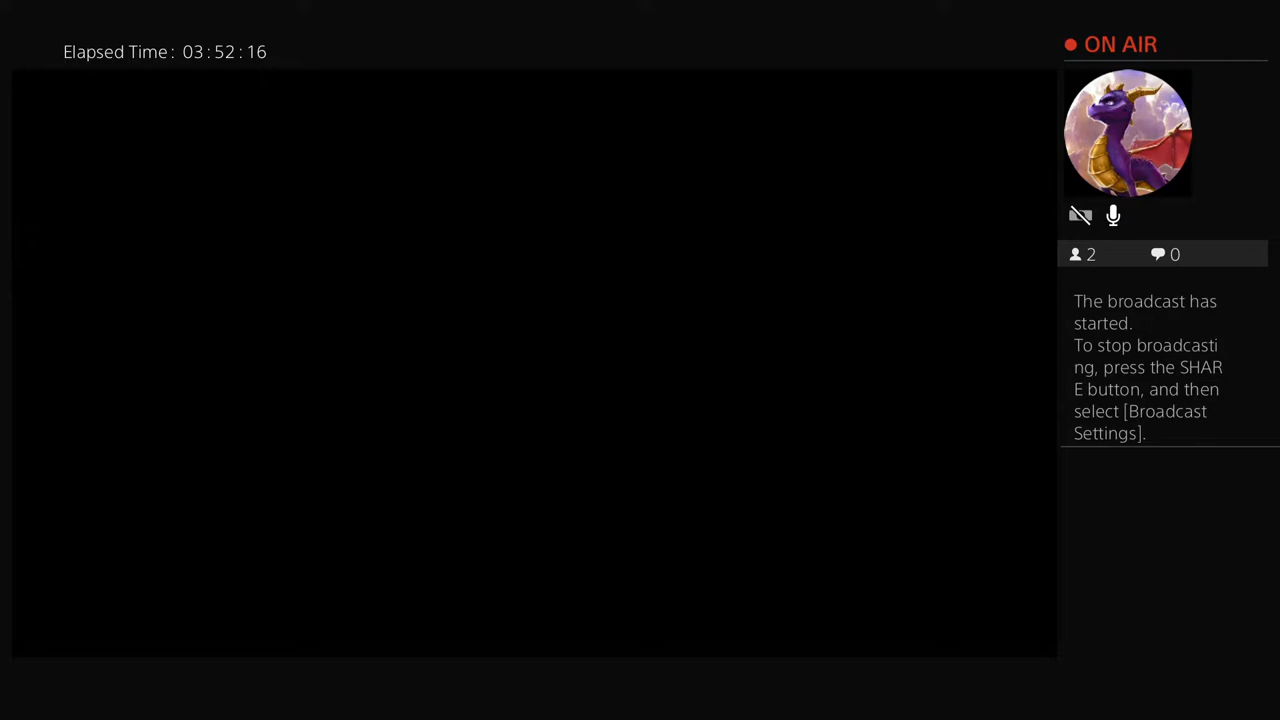 Elapsed Time: 03:52:16
ON AIR
2 0
The broadcast has
started.
To stop broadcasti
ng, press the SHAR
E button, and then
select [Broadcast
Settings].